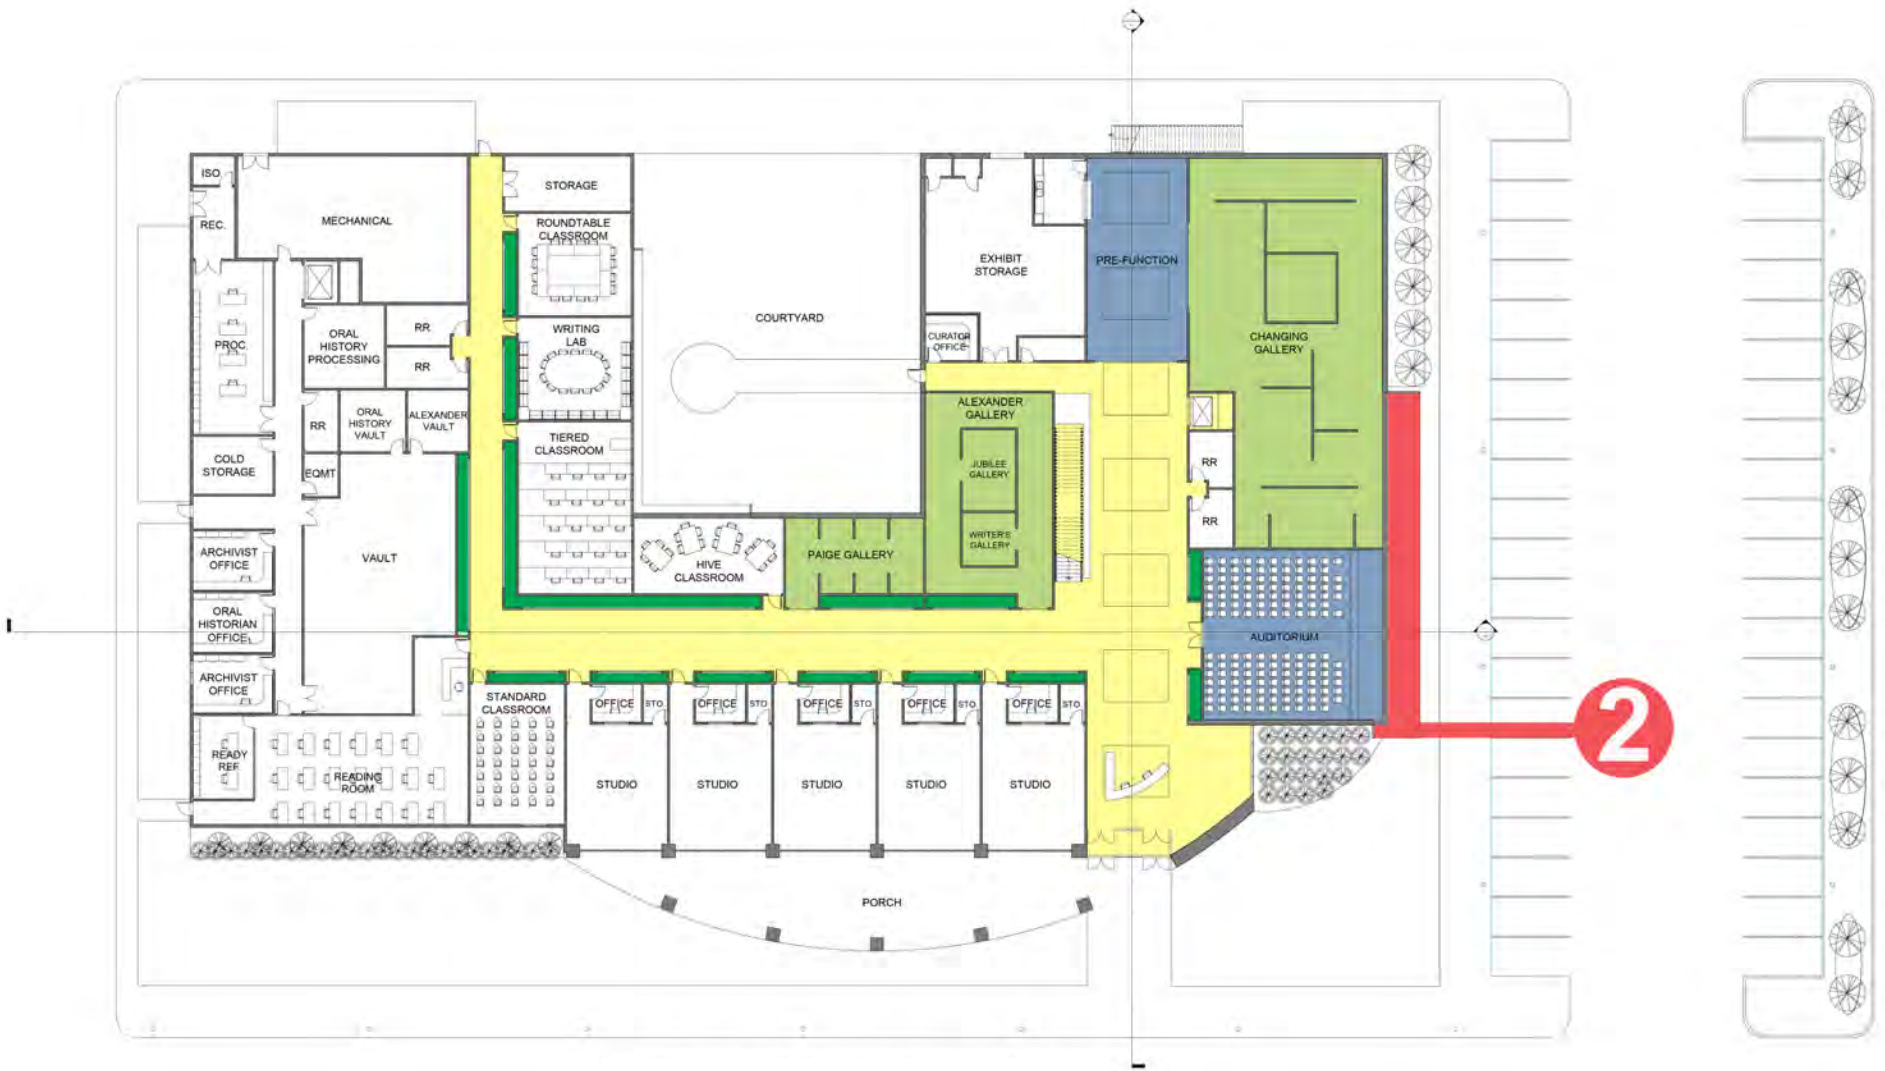 ISO
REC.
MECHANICAL
STORAGE
ROUNDTABLE
CLASSROOM
EXHIBIT
STORAGE
PRE-FUNCTION
PROC.
ORAL
HISTORY
PROCESSING
RR
RR
WRITING
LAB
COURTYARD
CURATOR
OFFICE
CHANGING
GALLERY
RR
ORAL
HISTORY
VAULT
ALEXANDER
VAULT
TIERED
CLASSROOM
ALEXANDER
GALLERY
COLD
STORAGE
EQMT
JUBILEE
GALLERY
RR
RR
ARCHIVIST
OFFICE
VAULT
HIVE
CLASSROOM
PAIGE GALLERY
WRITER'S
GALLERY
ORAL
HISTORIAN
OFFICE
AUDITORIUM
ARCHIVIST
OFFICE
STANDARD
CLASSROOM
OFFICE
STO.
OFFICE
STO.
OFFICE
STO.
OFFICE
STO.
OFFICE
STO.
2
READY
REF.
READING
ROOM
STUDIO
STUDIO
STUDIO
STUDIO
STUDIO
PORCH